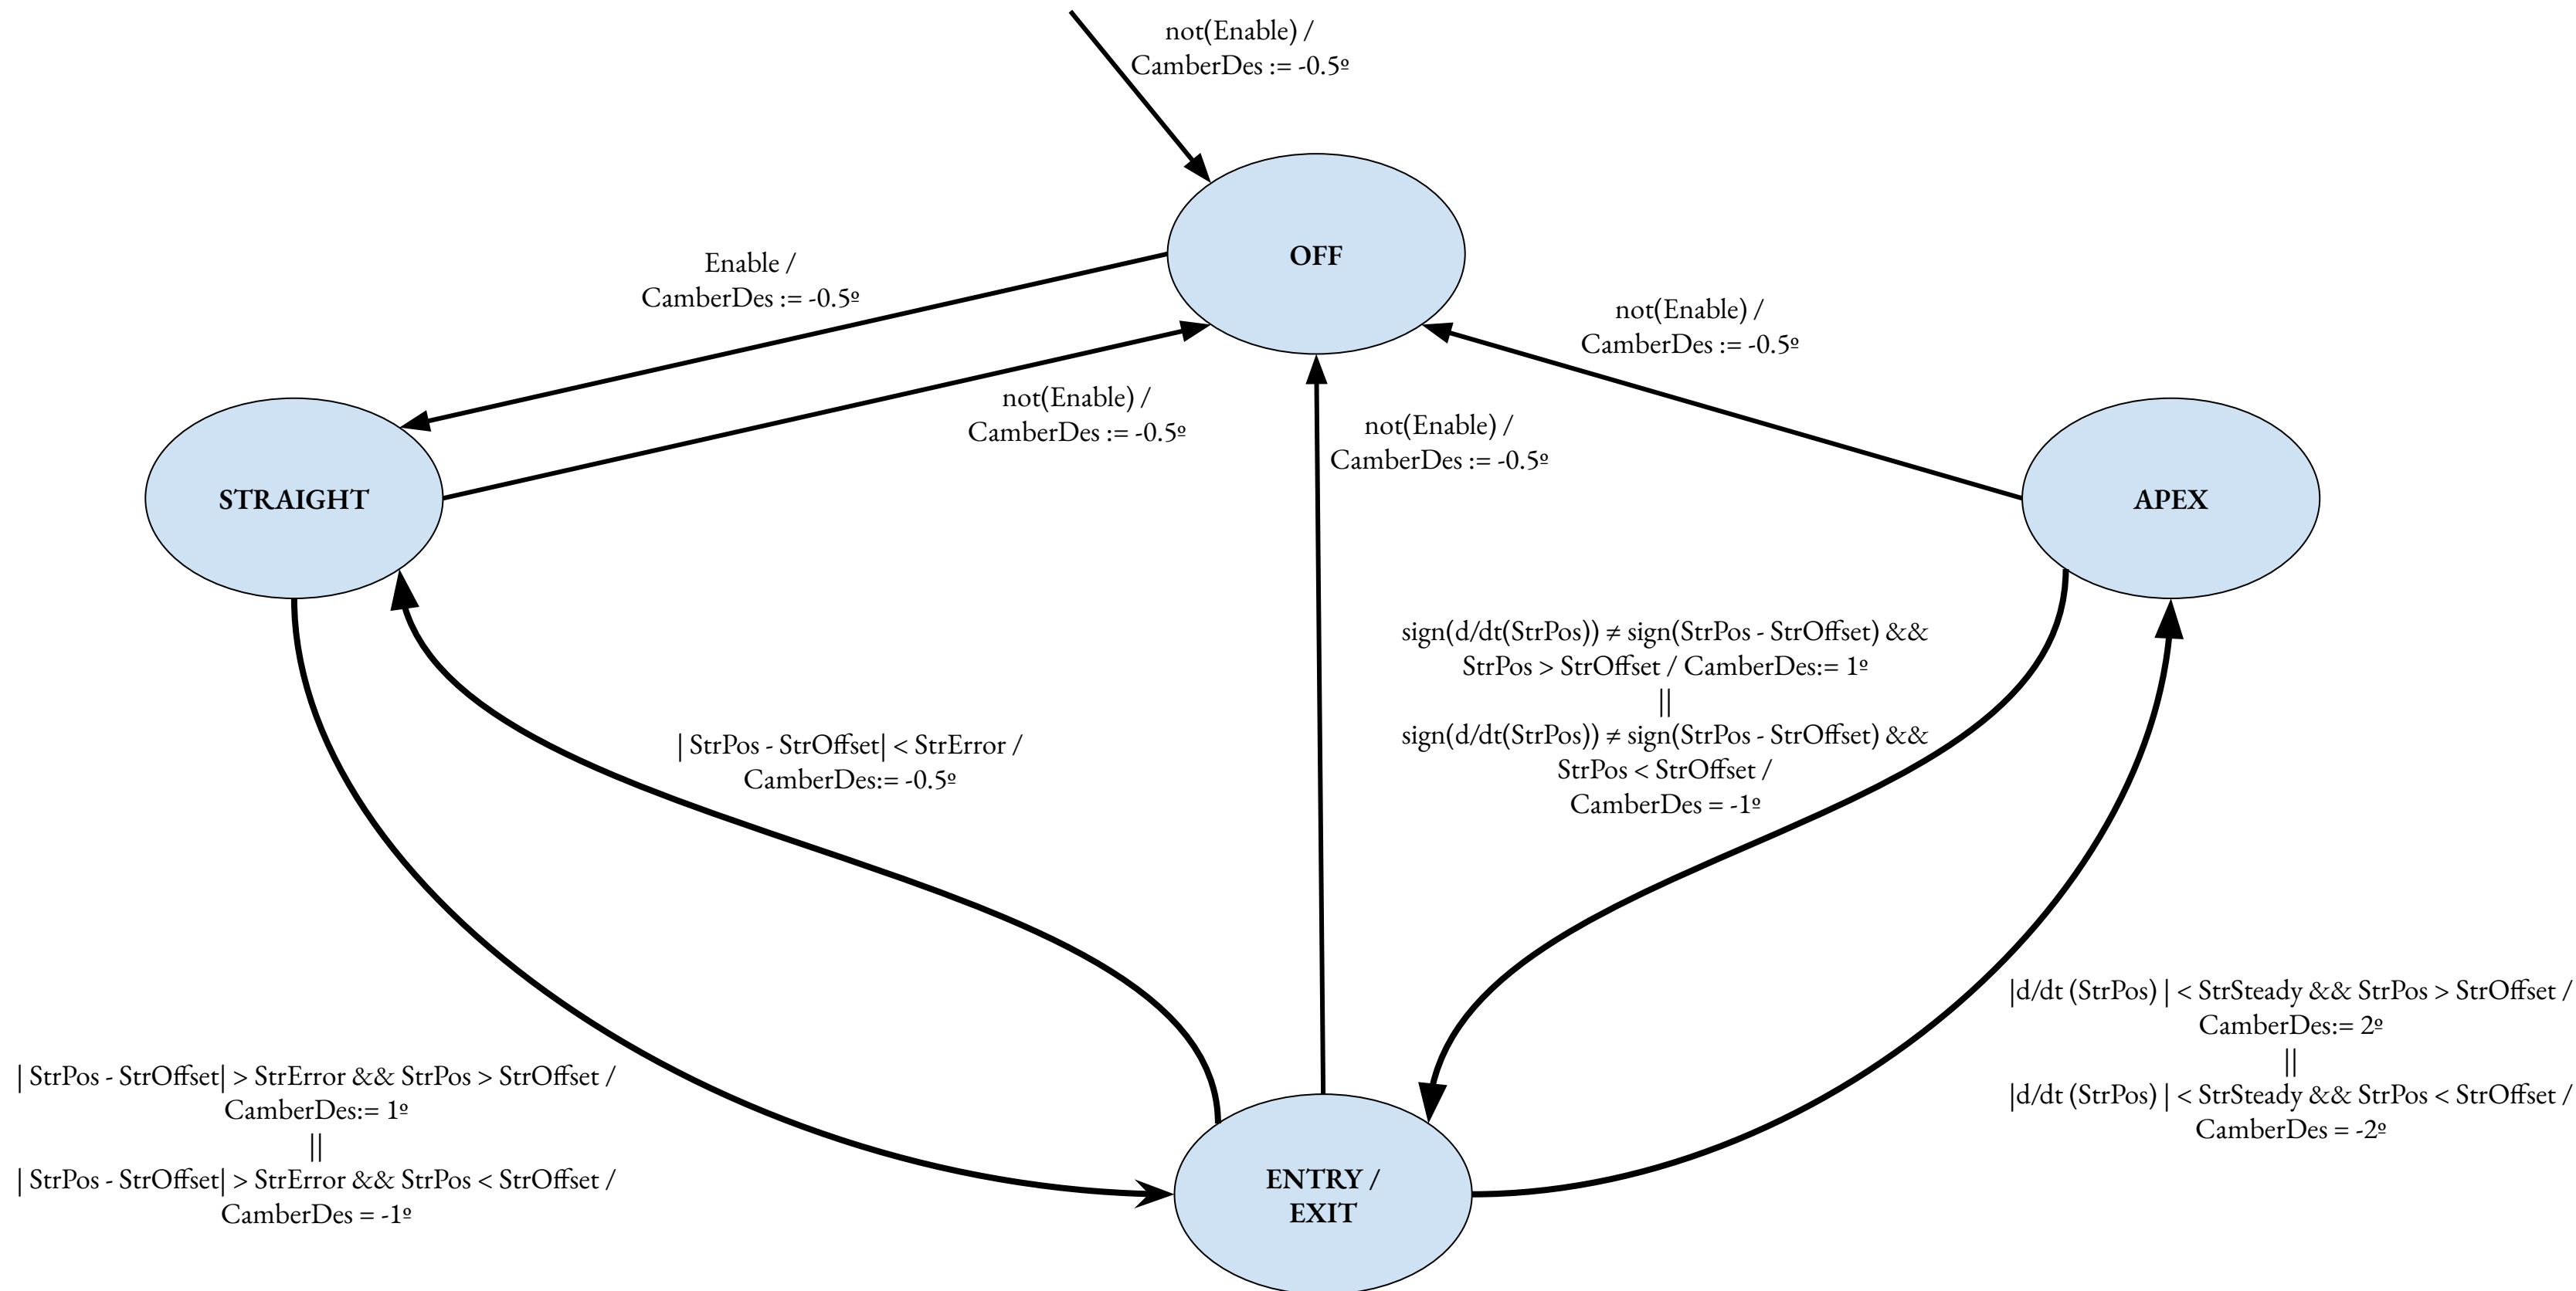 not(Enable) /
CamberDes := -0.5º
OFF
Enable /
CamberDes := -0.5º
not(Enable) /
CamberDes := -0.5º
not(Enable) /
CamberDes := -0.5º
not(Enable) /
CamberDes := -0.5º
STRAIGHT
APEX
sign(d/dt(StrPos)) ≠ sign(StrPos - StrOffset) &&
StrPos > StrOffset / CamberDes:= 1º
||
sign(d/dt(StrPos)) ≠ sign(StrPos - StrOffset) &&
StrPos < StrOffset /
CamberDes = -1º
| StrPos - StrOffset| < StrError /
CamberDes:= -0.5º
|d/dt (StrPos) | < StrSteady && StrPos > StrOffset /
CamberDes:= 2º
||
|d/dt (StrPos) | < StrSteady && StrPos < StrOffset /
CamberDes = -2º
| StrPos - StrOffset| > StrError && StrPos > StrOffset /
CamberDes:= 1º
||
| StrPos - StrOffset| > StrError && StrPos < StrOffset /
CamberDes = -1º
ENTRY /
EXIT